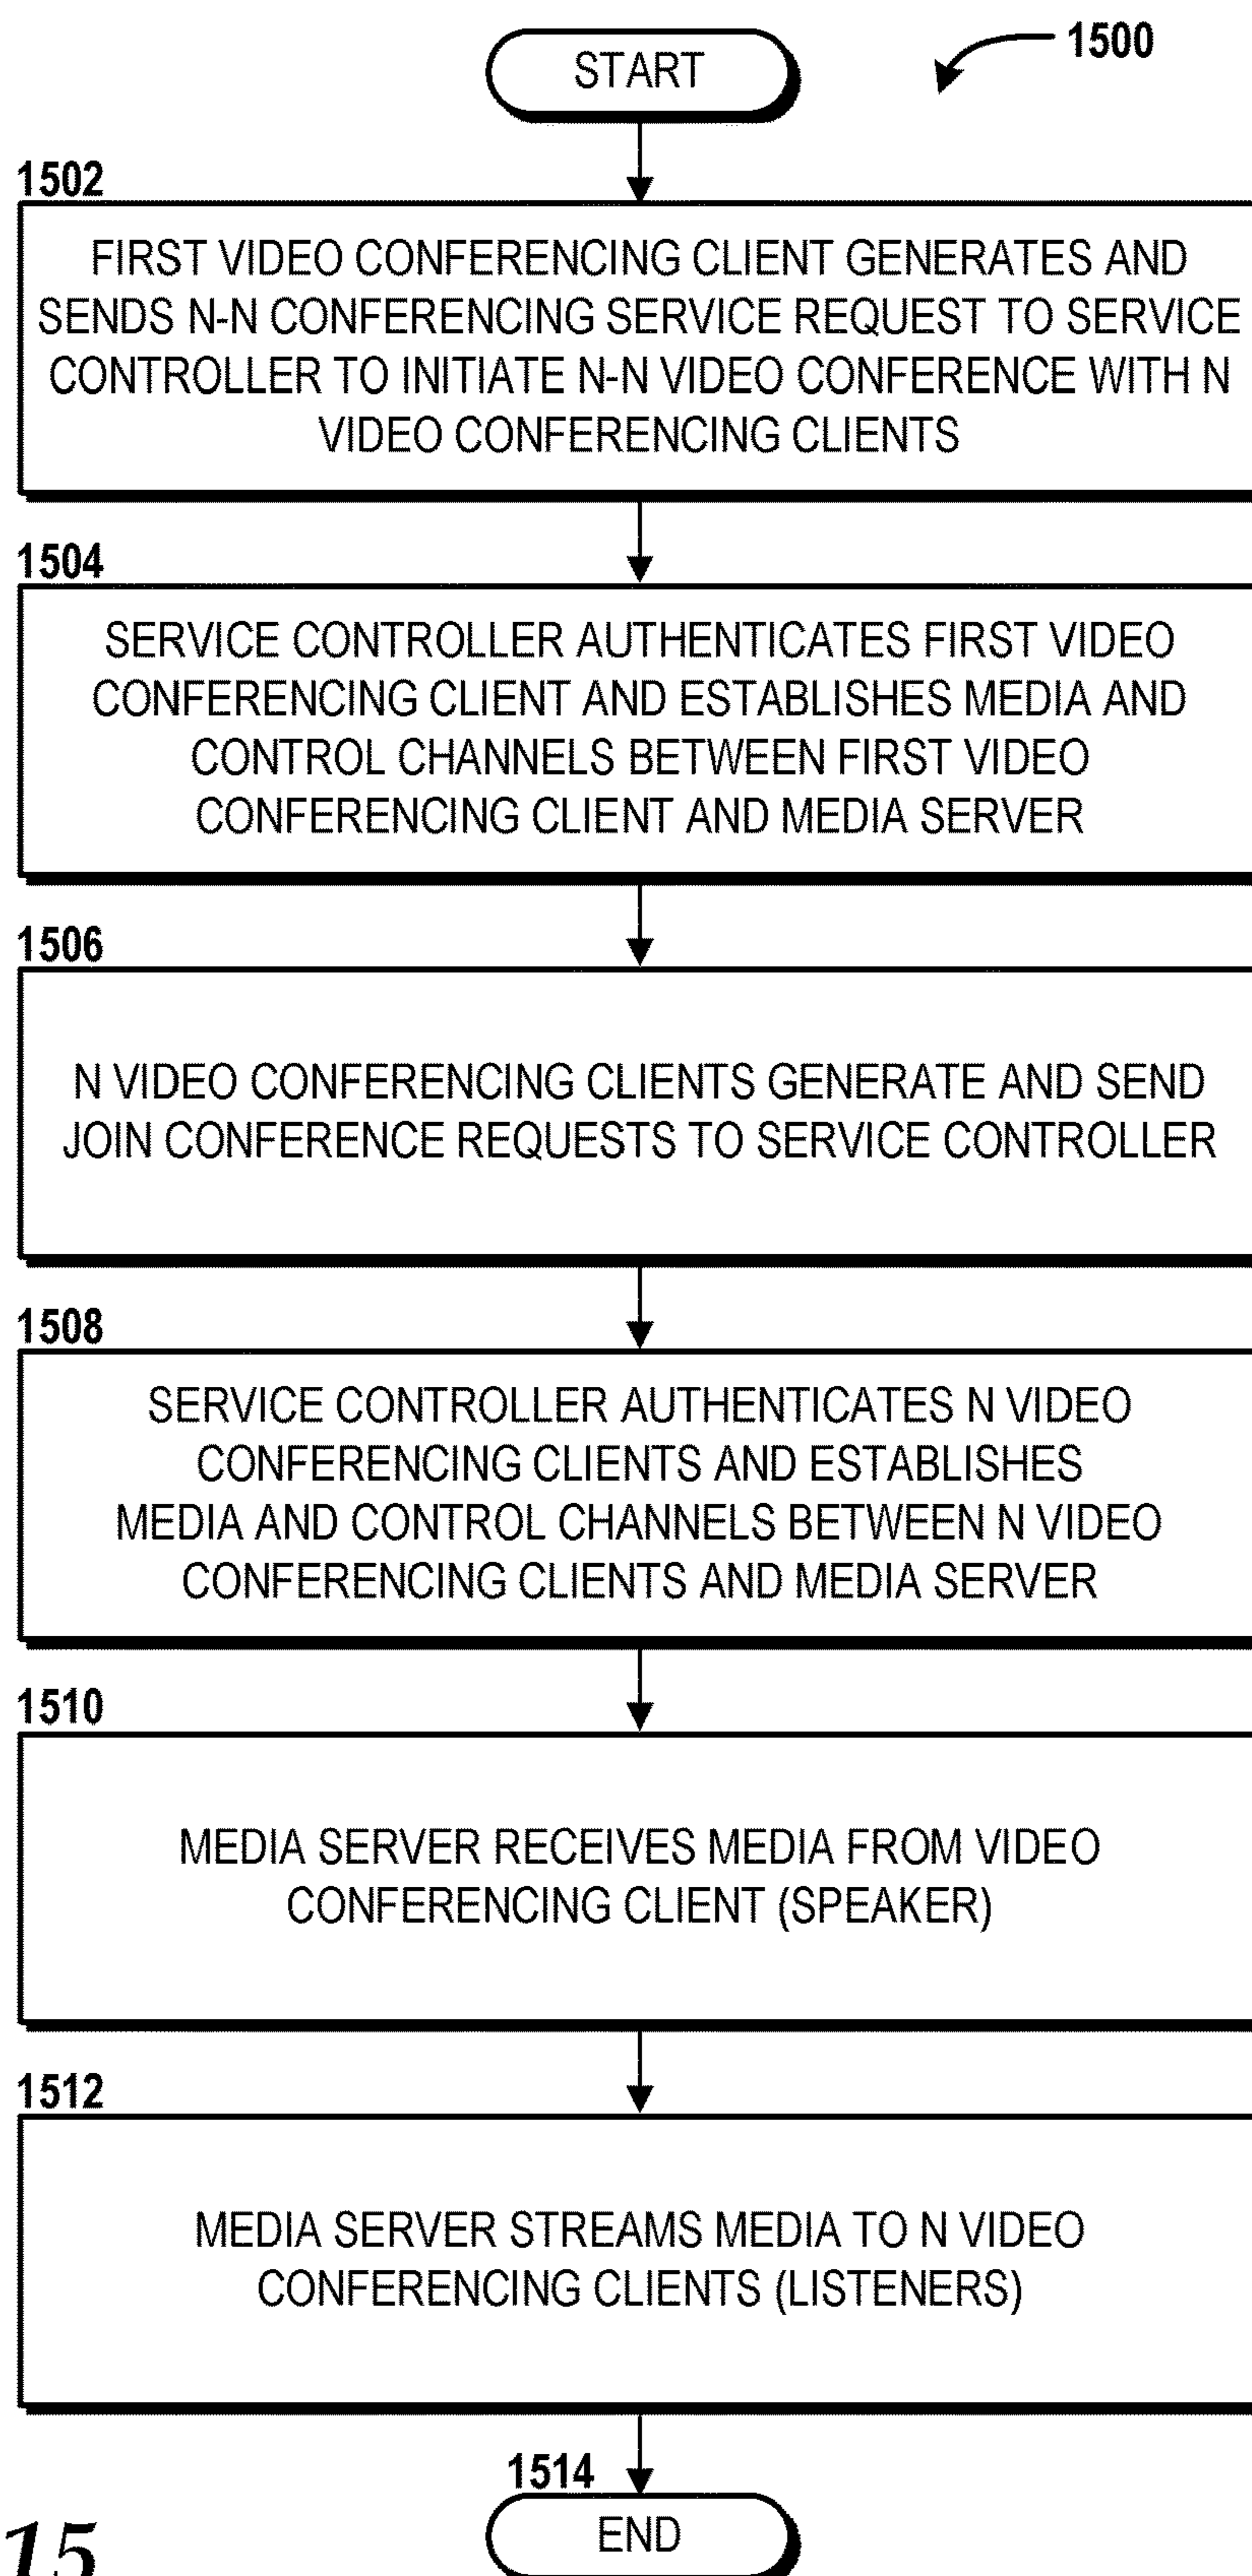 1500
START
1502
FIRST VIDEO CONFERENCING CLIENT GENERATES AND
SENDS N-N CONFERENCING SERVICE REQUEST TO SERVICE
CONTROLLER TO INITIATE N-N VIDEO CONFERENCE WITH N
VIDEO CONFERENCING CLIENTS
1504
SERVICE CONTROLLER AUTHENTICATES FIRST VIDEO
CONFERENCING CLIENT AND ESTABLISHES MEDIA AND
CONTROL CHANNELS BETWEEN FIRST VIDEO
CONFERENCING CLIENT AND MEDIA SERVER
1506
N VIDEO CONFERENCING CLIENTS GENERATE AND SEND
JOIN CONFERENCE REQUESTS TO SERVICE CONTROLLER
1508
SERVICE CONTROLLER AUTHENTICATES N VIDEO
CONFERENCING CLIENTS AND ESTABLISHES
MEDIA AND CONTROL CHANNELS BETWEEN N VIDEO
CONFERENCING CLIENTS AND MEDIA SERVER
1510
MEDIA SERVER RECEIVES MEDIA FROM VIDEO
CONFERENCING CLIENT (SPEAKER)
1512
MEDIA SERVER STREAMS MEDIA TO N VIDEO
CONFERENCING CLIENTS (LISTENERS)
1514
END
15